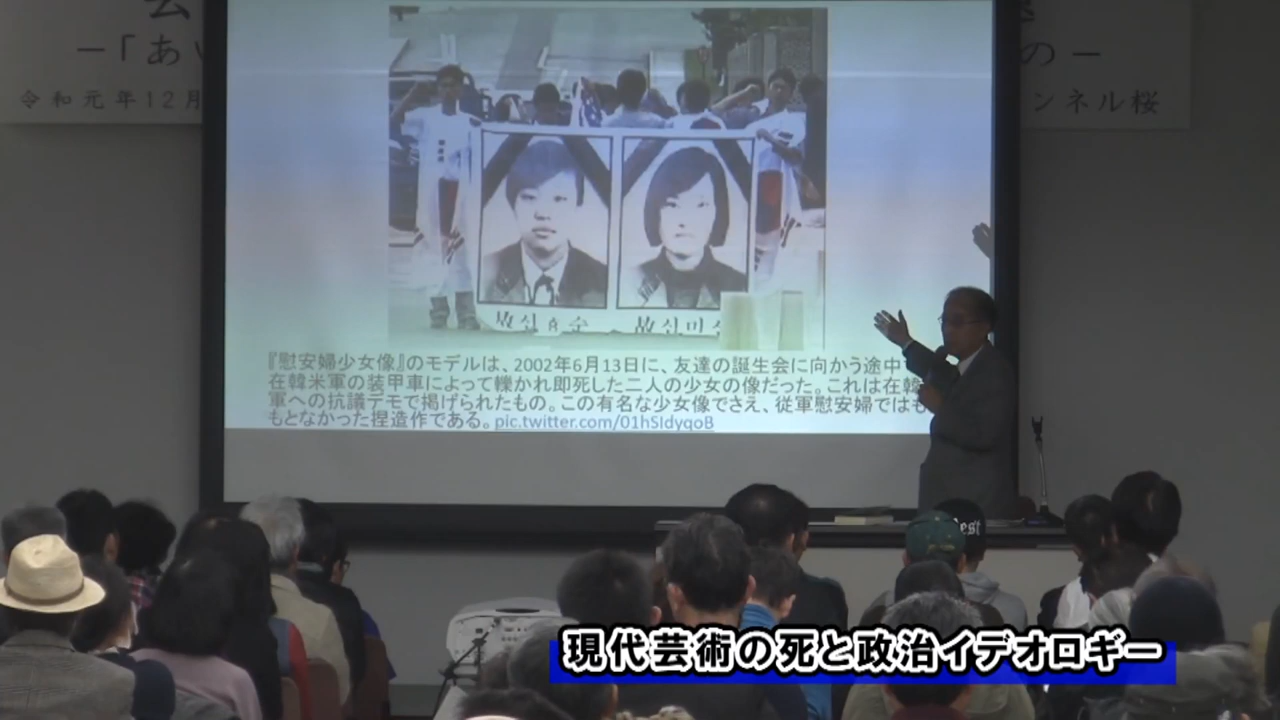 －「あ
の－
令和元年12月
ンネル桜
故심효순
故신미
『慰安婦少女像』のモデルは、2002年6月13日に、友達の誕生会に向かう途中
在韓米軍の装甲車によって轢かれ即死した二人の少女の像だった。これは在韓
軍への抗議デモで掲げられたもの。この有名な少女像でさえ、従軍慰安婦ではも
もとなかった捏造作である。pic.twitter.com/01hSIdyqoB
現代芸術の死と政治イデオロギー